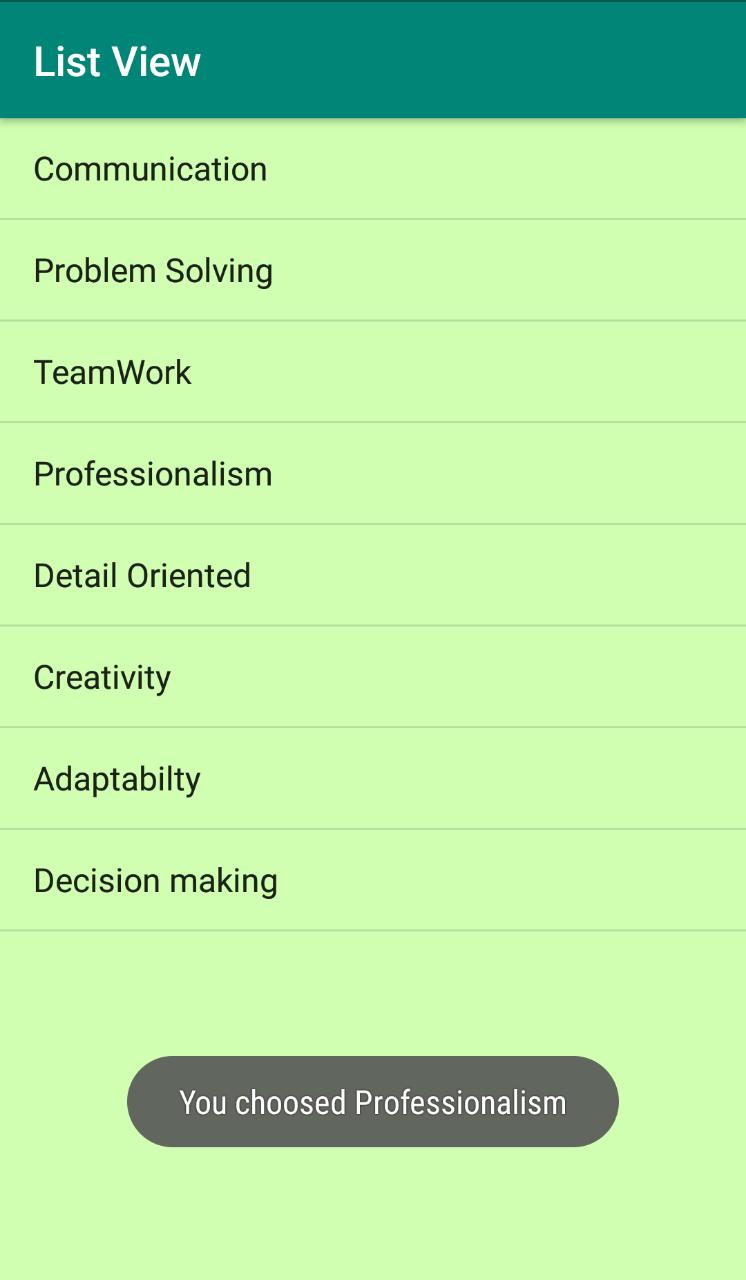 List View
Communication
Problem Solving
TeamWork
Professionalism
Detail Oriented
Creativity
Adaptabilty
Decision making
You choosed Professionalism